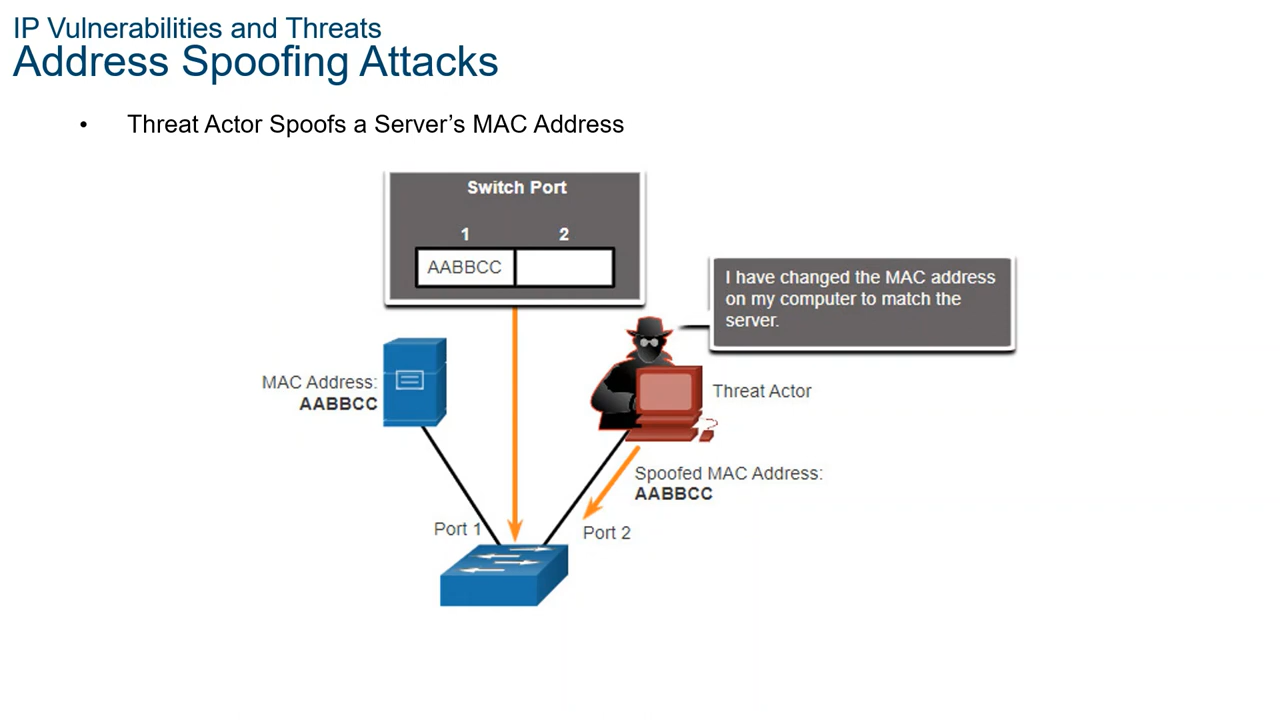 IP Vulnerabilities and Threats
Address Spoofing Attacks
• Threat Actor Spoofs a Server’s MAC Address
Switch Port
1 2
AABBCC
I have changed the MAC address
on my computer to match the
server.
MAC Address:
AABBCC
Threat Actor
Spoofed MAC Address:
AABBCC
Port 1
Port 2